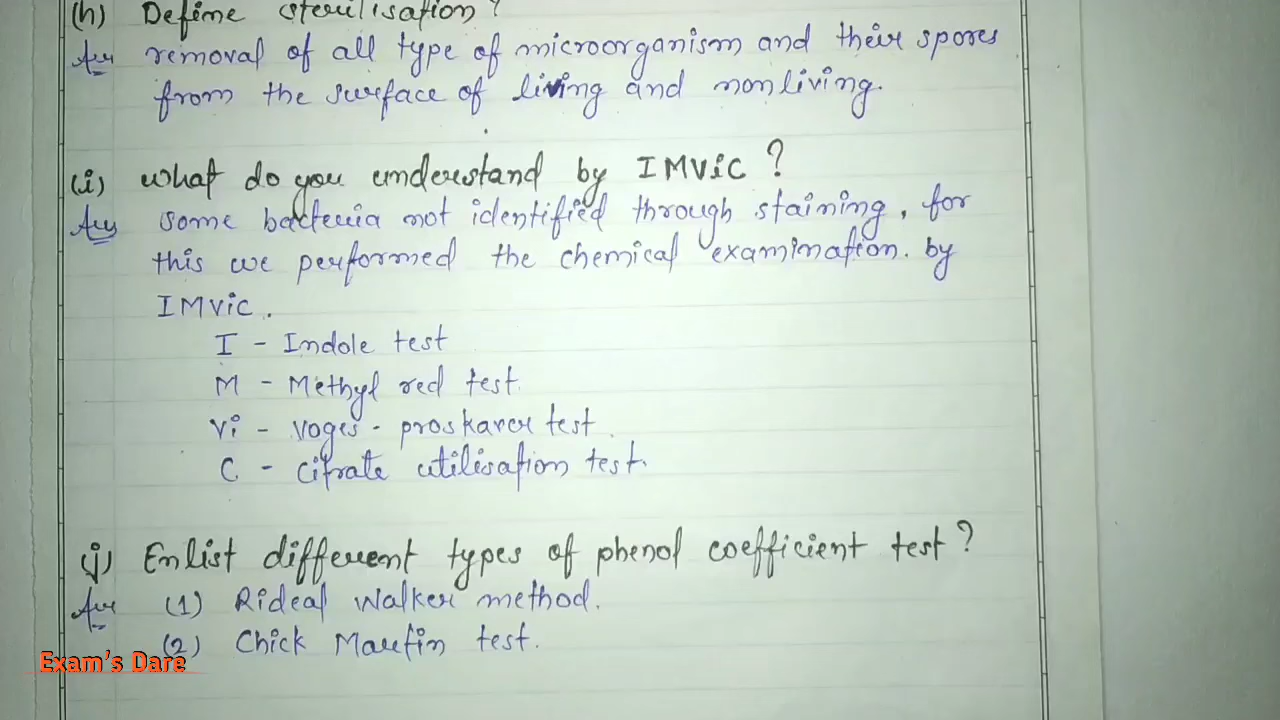 (h) Define sterilisation?
Ans removal of all type of microorganism and their spores
from the surface of living and nonliving.
(i) what do you understand by IMViC ?
Ans some bacteria not identified through staining, for
this we performed the chemical examination. by
IMVic.
I - Indole test
M - Methyl red test.
Vi - Voges - proskaver test.
C - citrate utilisation test.
(j) Enlist different types of phenol coefficient test ?
Ans (1) Rideal Walker method.
(2) Chick Martin test.
Exam's Dare